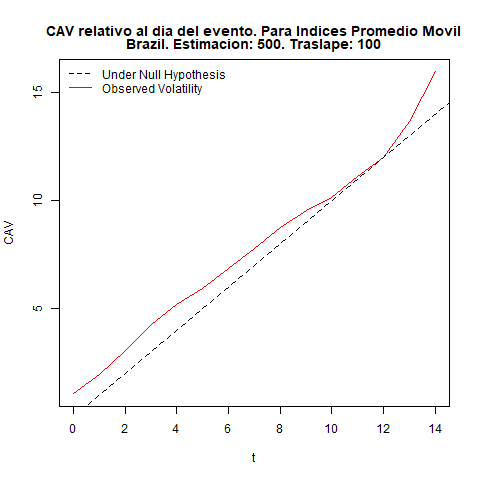 CAV relativo al dia del evento. Para Indices Promedio Movil
Brazil. Estimacion: 500. Traslape: 100
Under Null Hypothesis
Observed Volatility
15
10
5
CAV
0 2 4 6 8 10 12 14
t